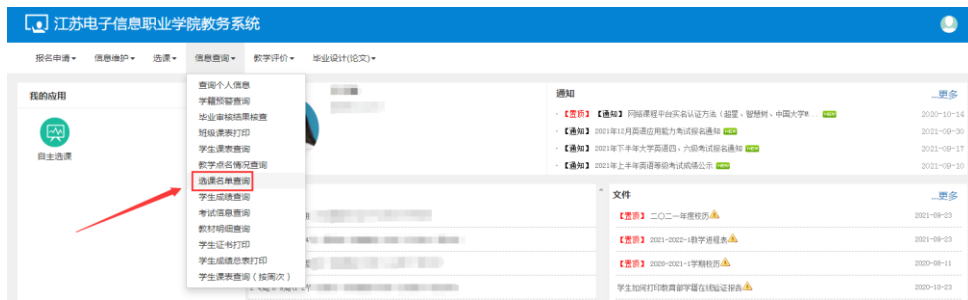 江苏电子信息职业学院教务系统
报名申请 信息维护 选课 信息查询 教学评价 毕业设计(论文)
我的应用
自主选课
查询个人信息
学籍预警查询
毕业审核结果核查
班级课表打印
学生课表查询
教学点名情况查询
选课名单查询
学生成绩查询
考试信息查询
教材明细查询
学生证书打印
学生成绩总表打印
学生课表查询(按周次)
通知
...更多
【置顶】【通知】网络课程平台实名认证方法(超星、智慧树、中国大学M... NEW 2020-10-14
【通知】2021年12月英语应用能力考试报名通知 NEW 2021-09-30
【通知】2021年下半年大学英语四、六级考试报名通知 NEW 2021-09-17
【通知】2021年上半年英语等级考试成绩公示 NEW 2021-09-10
文件
...更多
【置顶】二〇二一年度校历 2021-09-23
【置顶】2021-2022-1教学进程表 2021-09-23
【置顶】2020-2021-1学期校历 2020-08-11
学生如何打印教育部学籍在线验证报告 2020-10-23